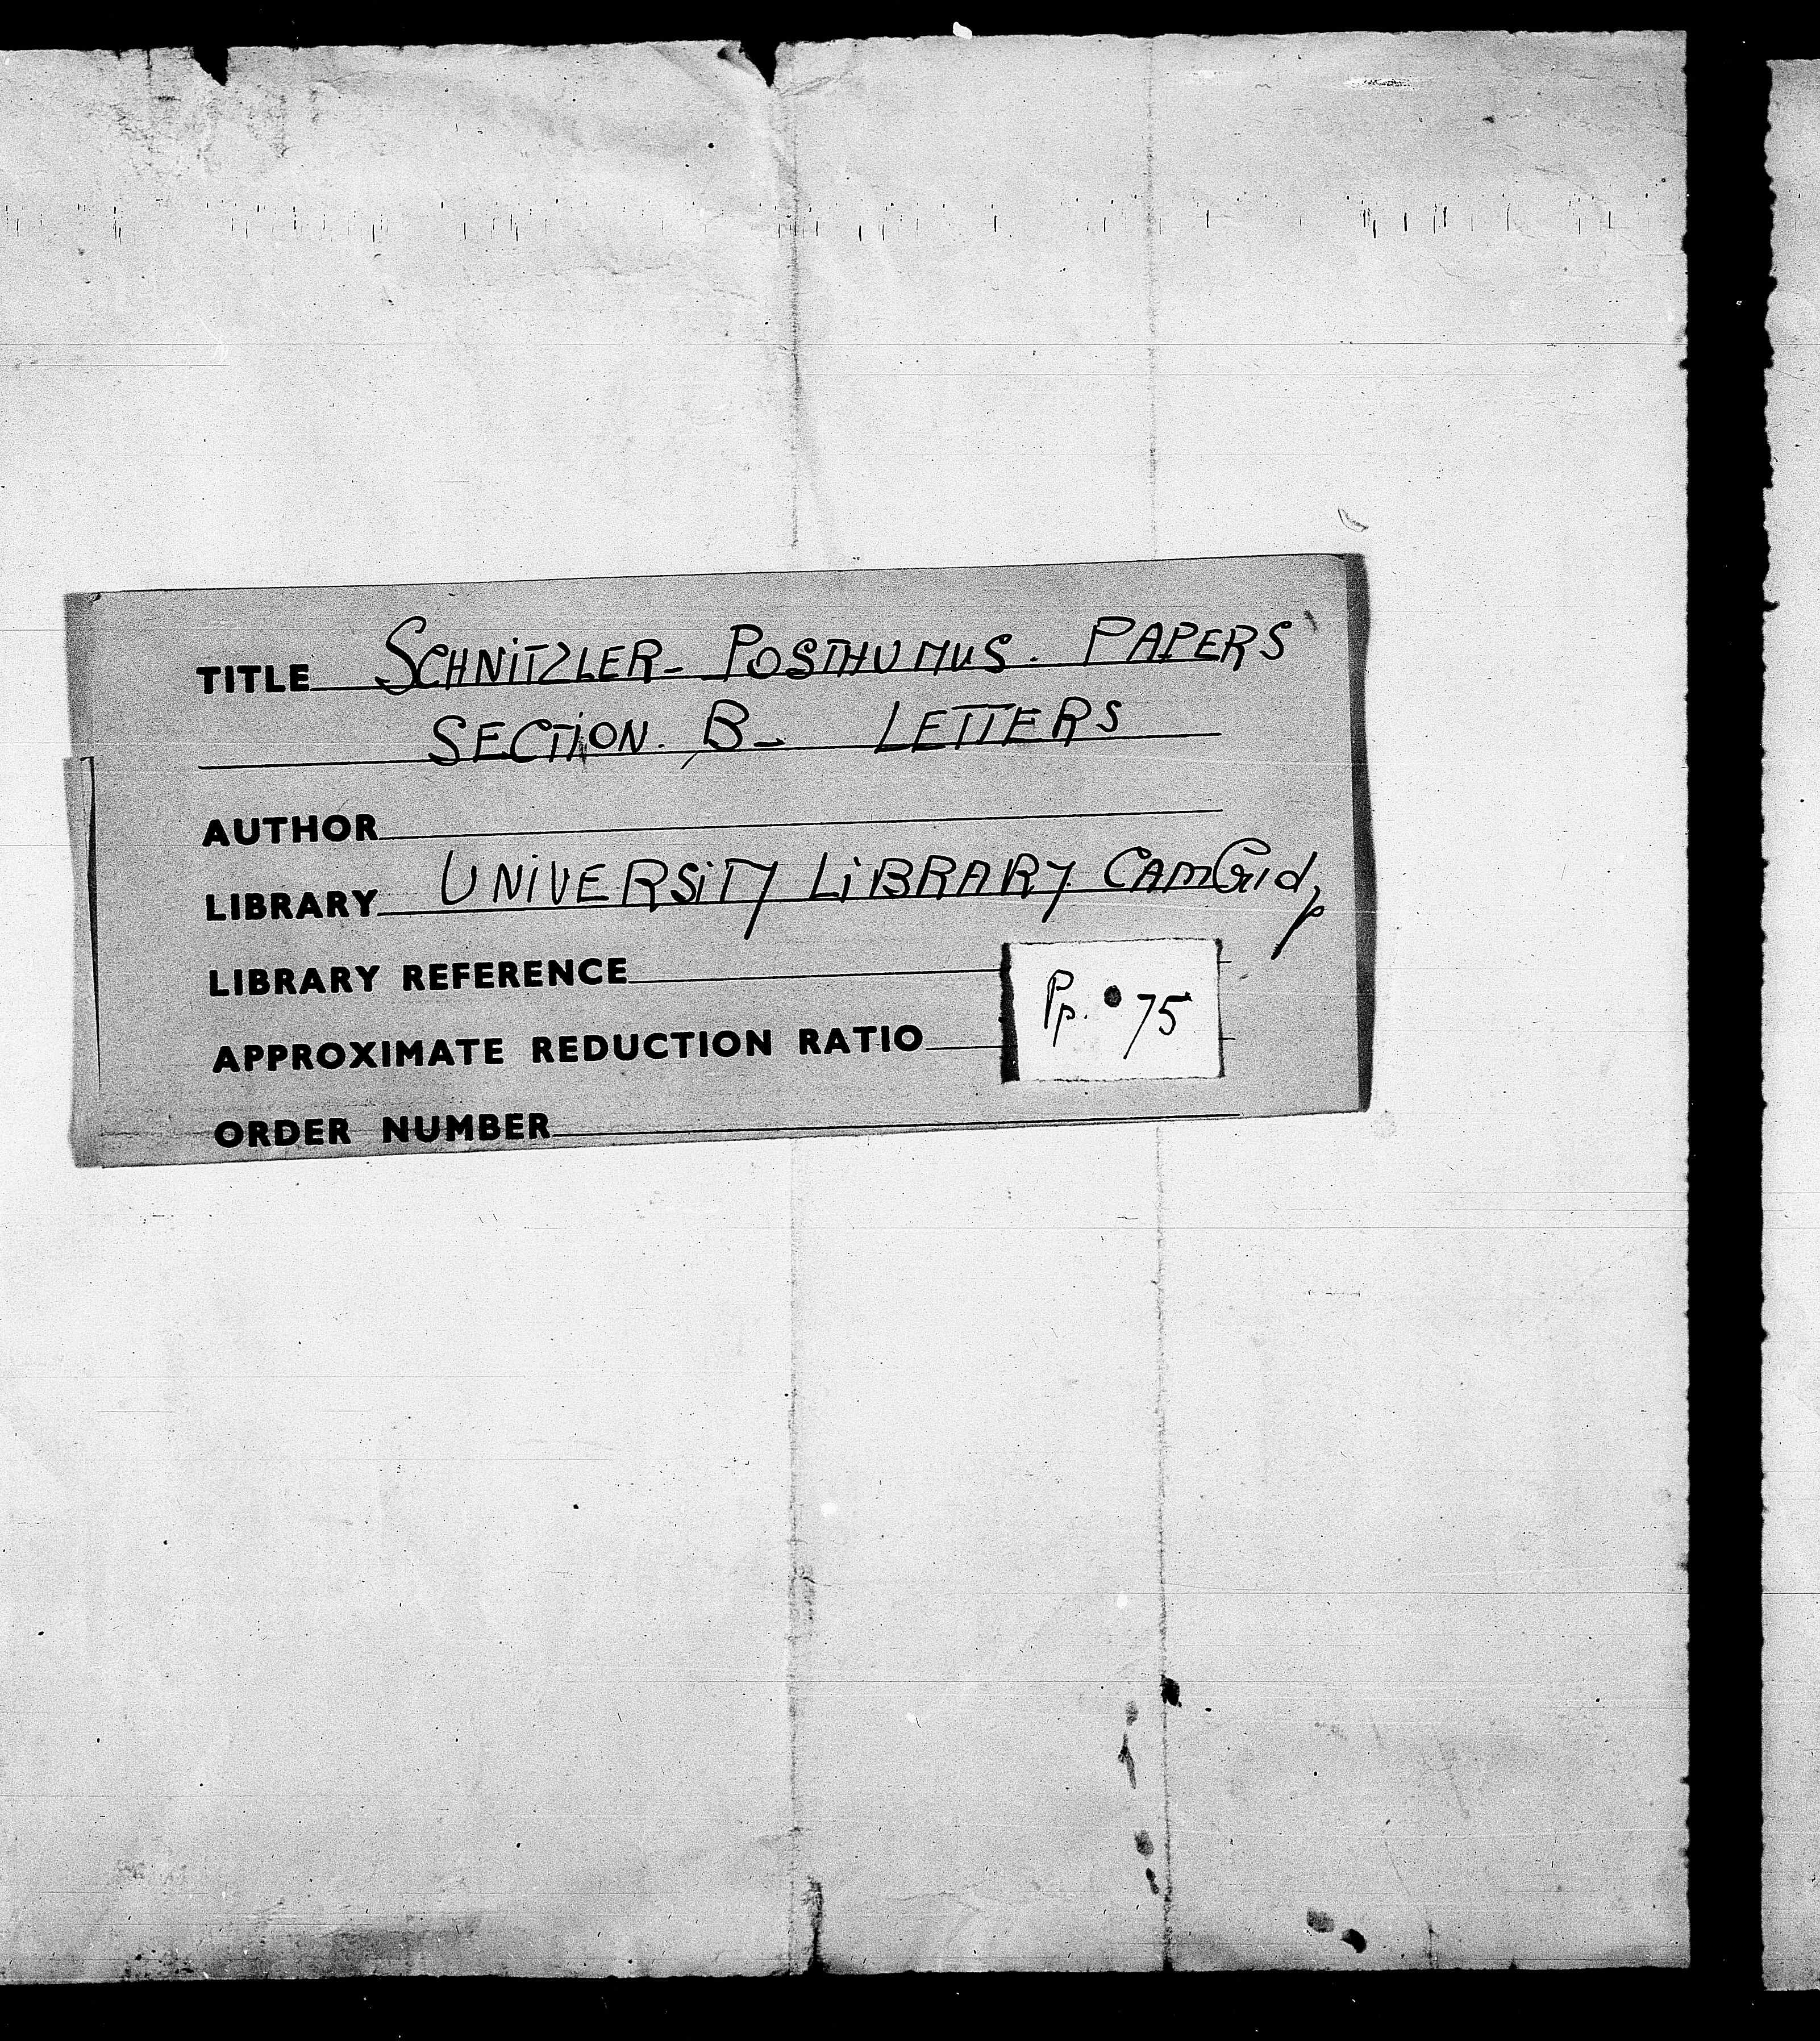 TITLE SCHNITZLER- POSTHUMUS. PAPERS
SECTION. B- LETTERS
AUTHOR
LIBRARY UNIVERSITY LIBRARY
LIBRARY REFERENCE
Pp. 75
APPROXIMATE REDUCTION RATIO
ORDER NUMBER